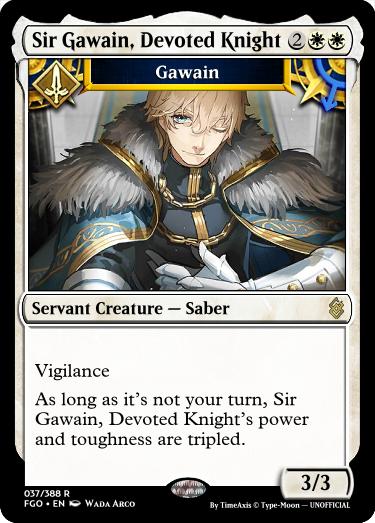 Sir Gawain, Devoted Knight 2
Gawain
Servant Creature — Saber
Vigilance
As long as it's not your turn, Sir
Gawain, Devoted Knight's power
and toughness are tripled.
3/3
037/388 R
FGO • EN Wada Arco
By TimeAxis © Type-Moon — UNOFFICIAL